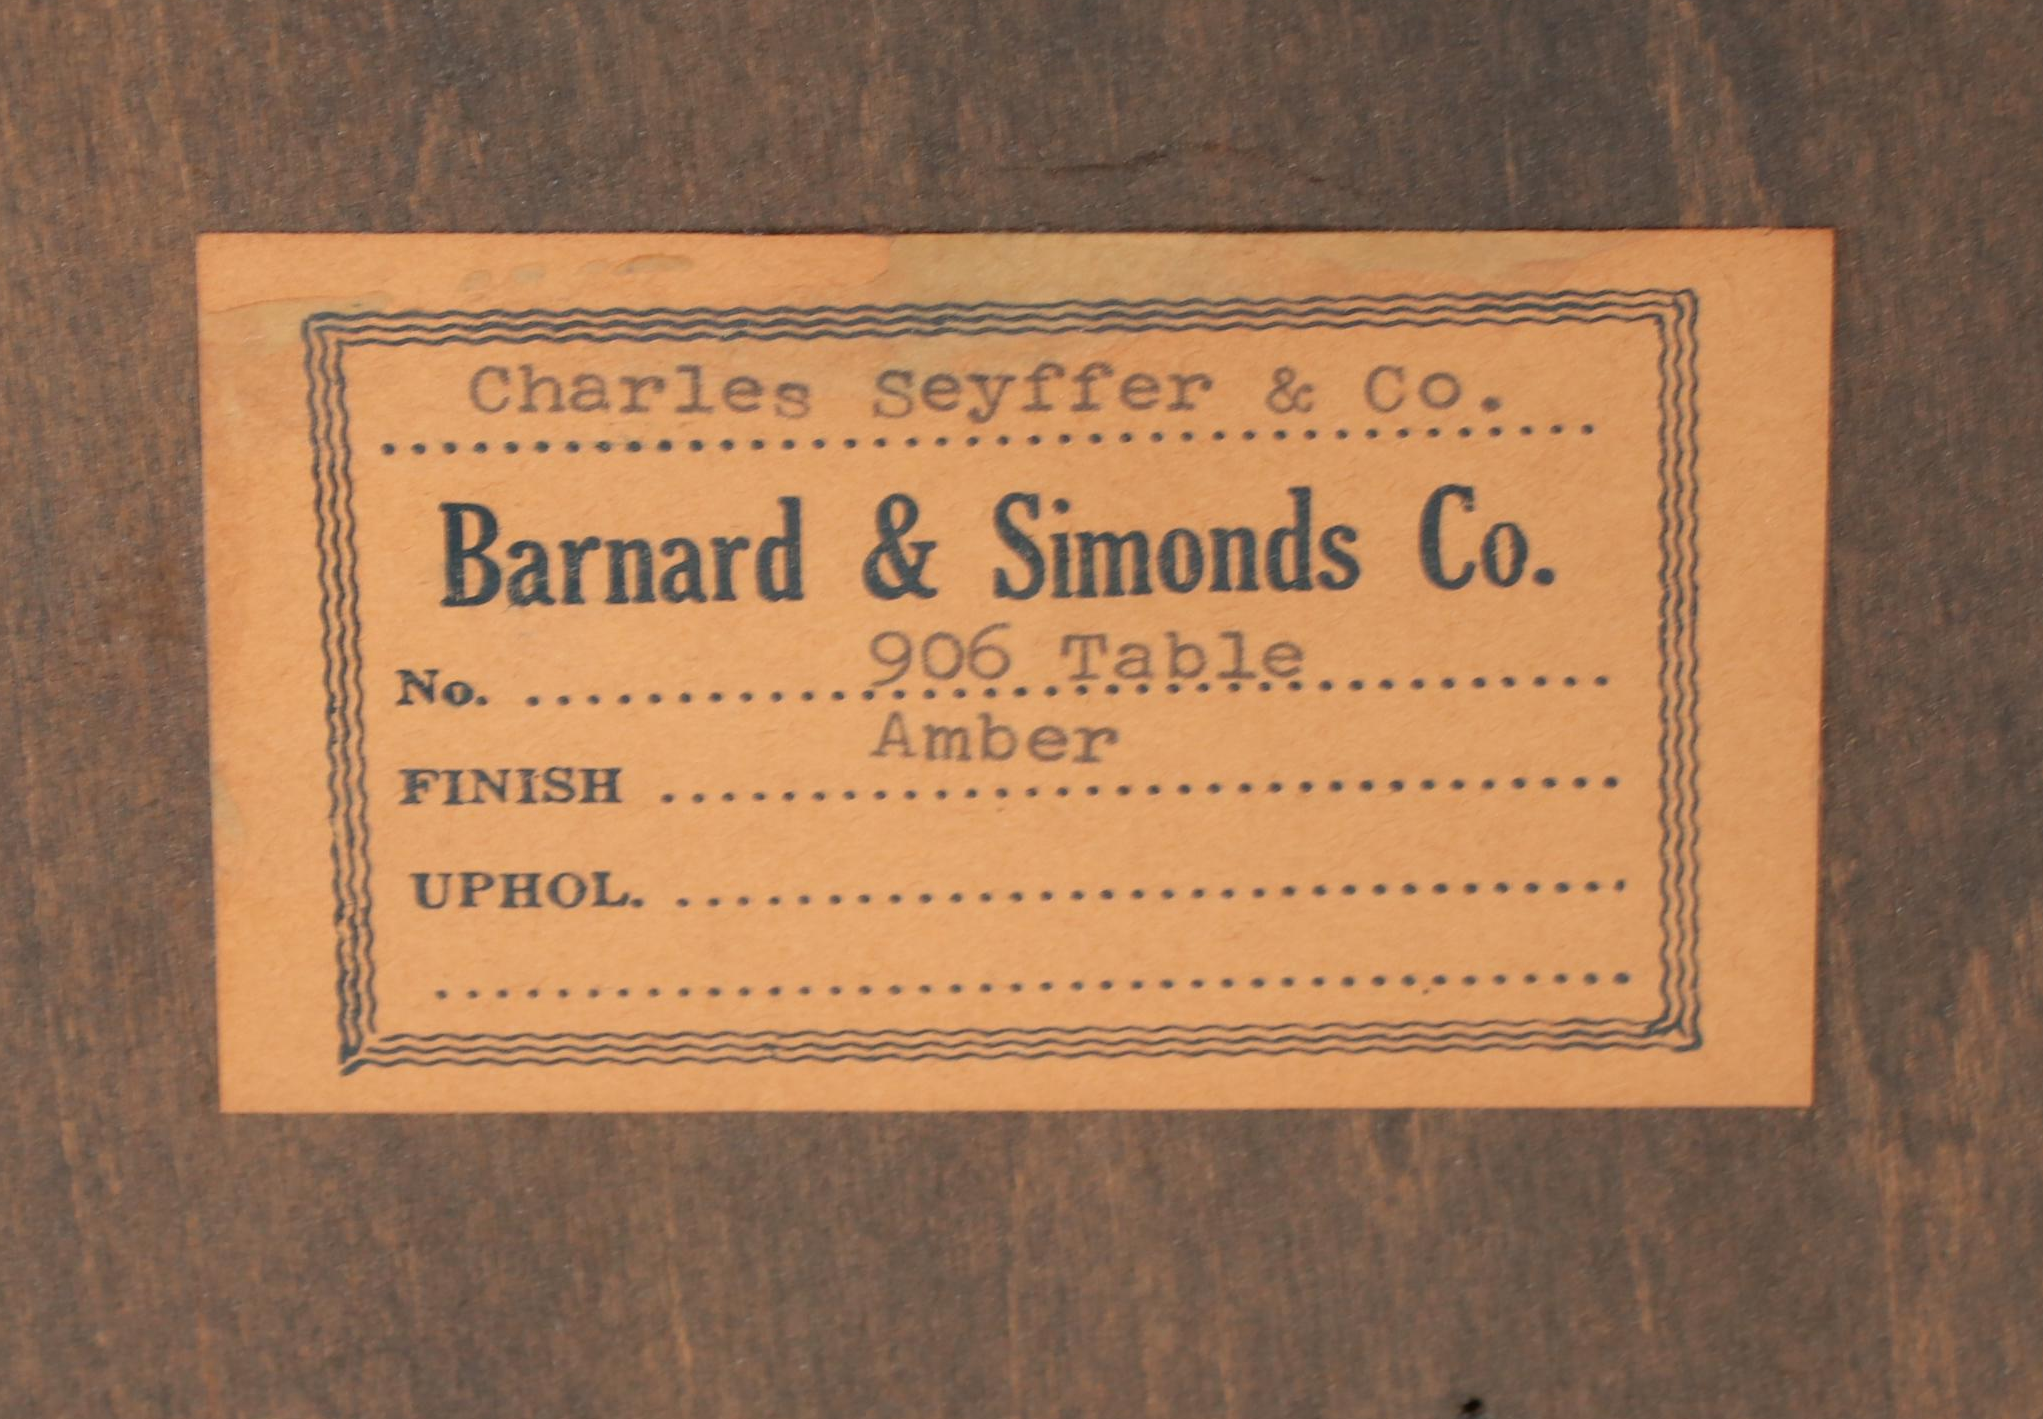 Charles Seyffer & Co.
Barnard & Simonds Co.
No. 906 Table
FINISH Amber
UPHOL.